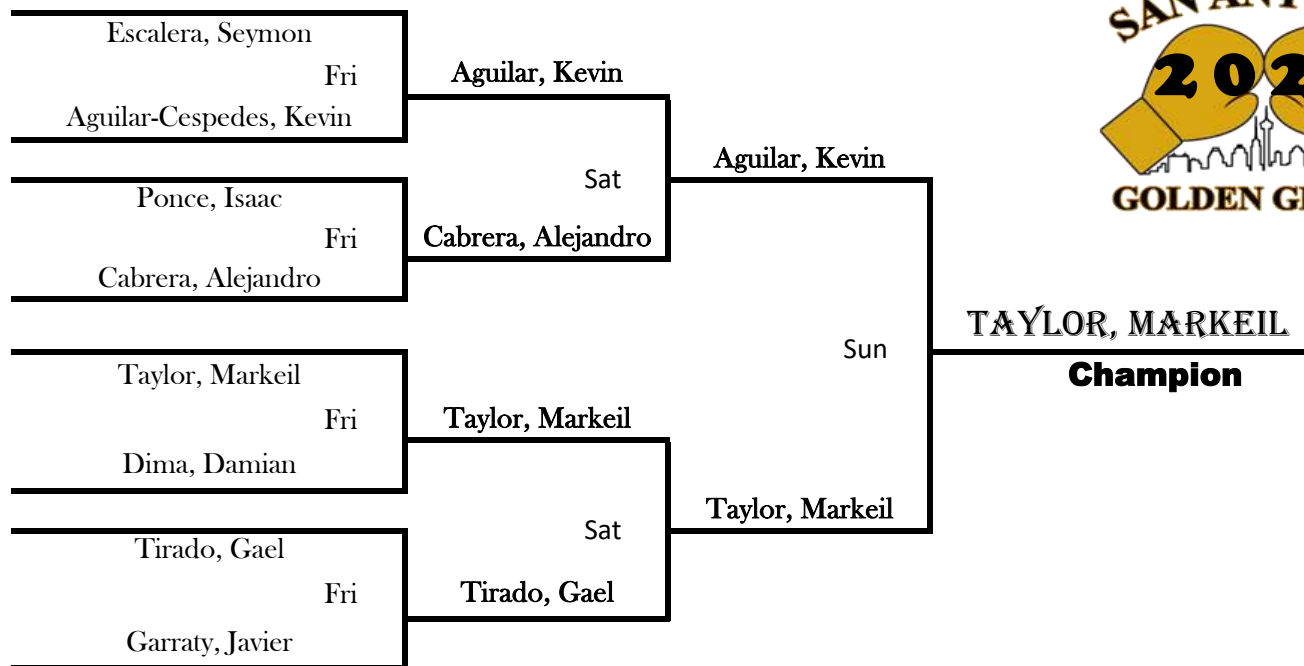 Escalera, Seymon
Fri
Aguilar-Cespedes, Kevin
Ponce, Isaac
Fri
Cabrera, Alejandro
Taylor, Markeil
Fri
Dima, Damian
Tirado, Gael
Fri
Garraty, Javier
Aguilar, Kevin
Sat
Cabrera, Alejandro
Taylor, Markeil
Sat
Tirado, Gael
Aguilar, Kevin
Sun
Taylor, Markeil
TAYLOR, MARKEIL
Champion
SAN
202
GOLDEN